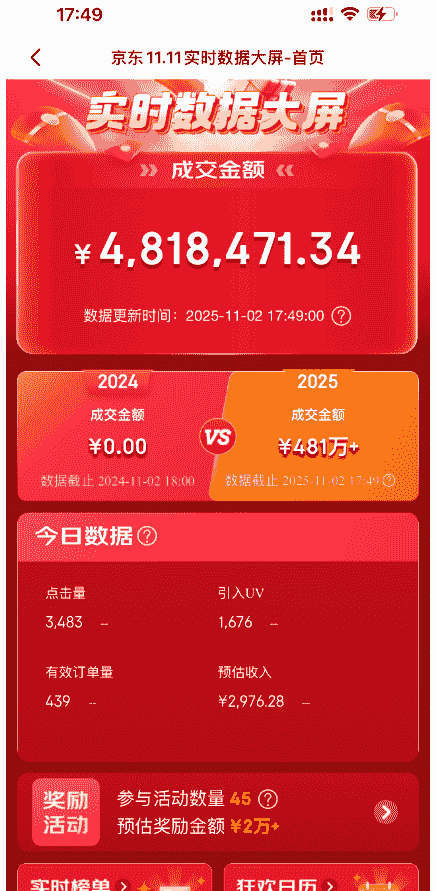 17:49
京东11.11实时数据大屏-首页
实时数据大屏
成交金额
¥4,818,471.34
数据更新时间：2025-11-02 17:49:00 ?
2024
2025
成交金额
成交金额
VS
¥0.00
¥481万+
数据截止 2024-11-02 18:00
数据截止 2025-11-02 17:49 ?
今日数据 ?
点击量
引入UV
3,483 --
1,676 --
有效订单量
预估收入
439 --
¥2,976.28 --
奖励
活动
参与活动数量 45 ?
预估奖励金额 ¥2万+
实时榜单
狂欢日历